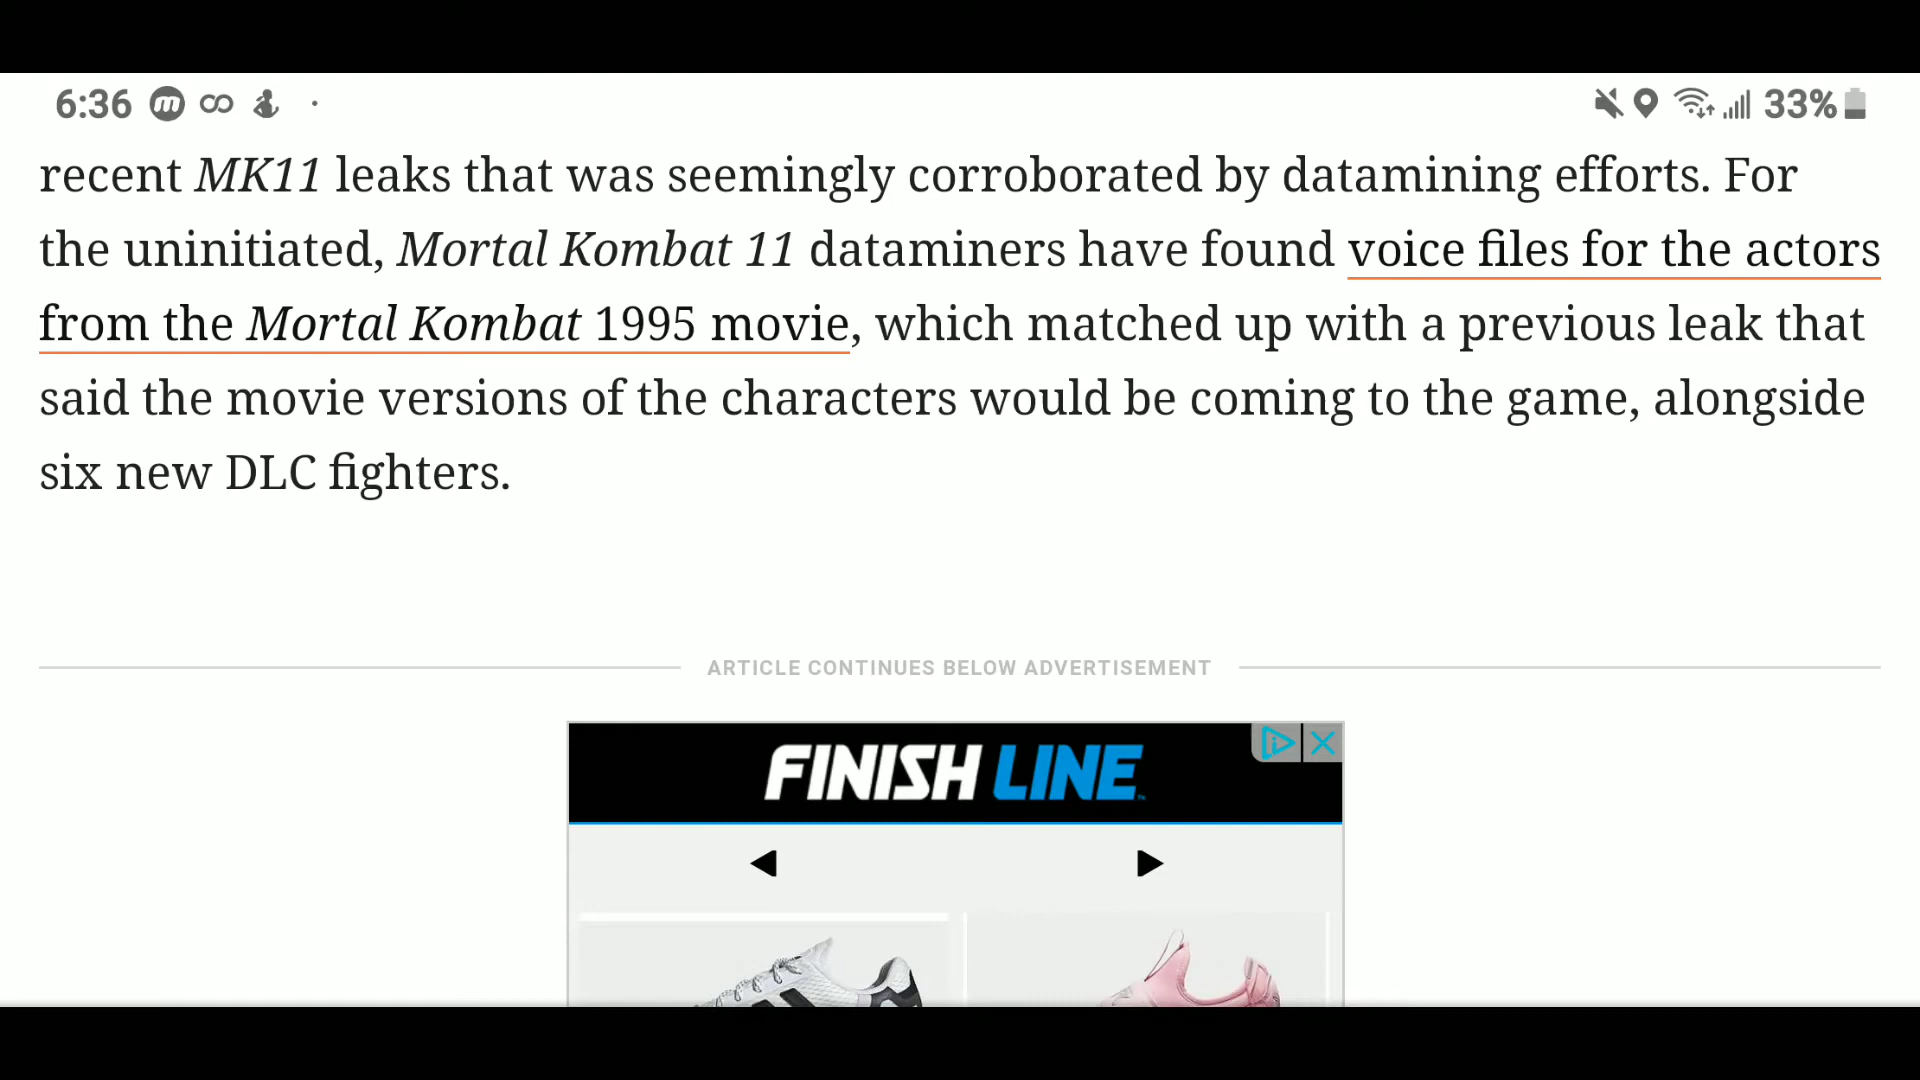 6:36
33%
recent MK11 leaks that was seemingly corroborated by datamining efforts. For
the uninitiated, Mortal Kombat 11 dataminers have found voice files for the actors
from the Mortal Kombat 1995 movie, which matched up with a previous leak that
said the movie versions of the characters would be coming to the game, alongside
six new DLC fighters.
ARTICLE CONTINUES BELOW ADVERTISEMENT
FINISH LINE